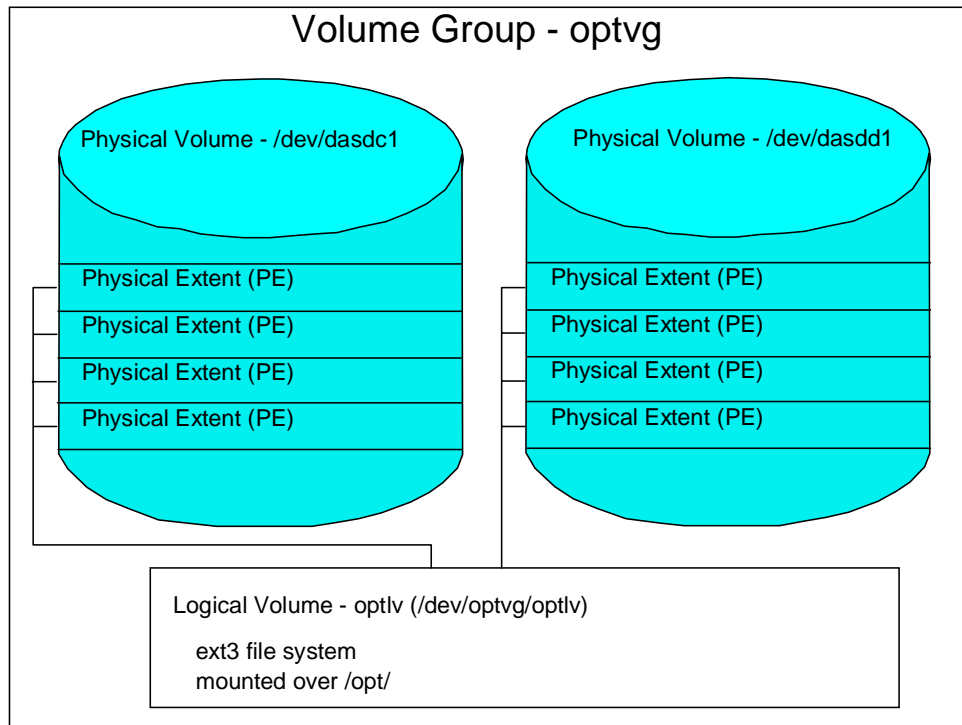 Volume Group - optvg
Physical Volume - /dev/dasdc1
Physical Extent (PE)
Physical Extent (PE)
Physical Extent (PE)
Physical Extent (PE)
Physical Volume - /dev/dasdd1
Physical Extent (PE)
Physical Extent (PE)
Physical Extent (PE)
Physical Extent (PE)
Logical Volume - optlv (/dev/optvg/optlv)
ext3 file system
mounted over /opt/